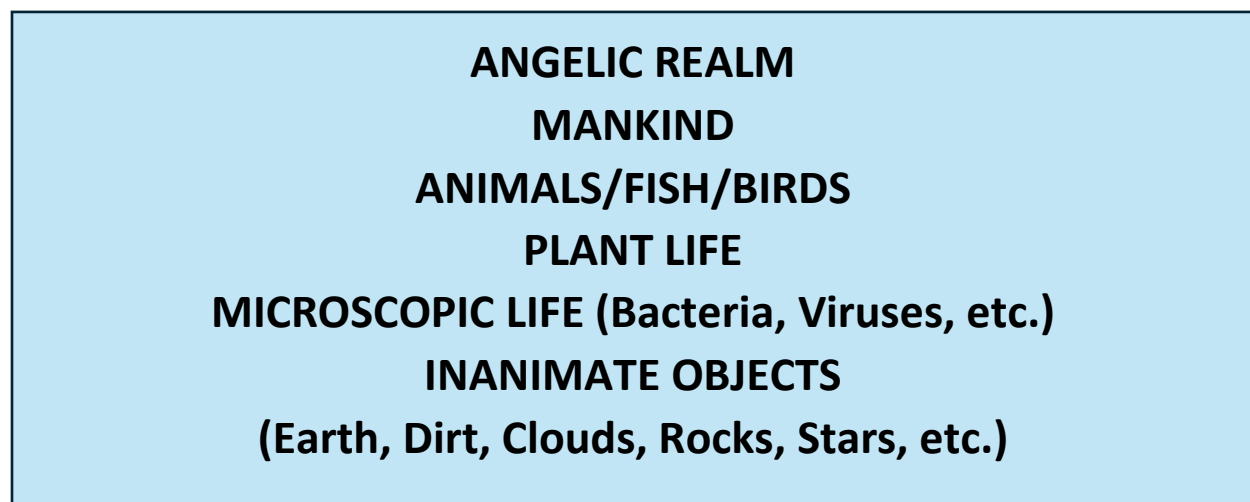 ANGELIC REALM
MANKIND
ANIMALS/FISH/BIRDS
PLANT LIFE
MICROSCOPIC LIFE (Bacteria, Viruses, etc.)
INANIMATE OBJECTS
(Earth, Dirt, Clouds, Rocks, Stars, etc.)